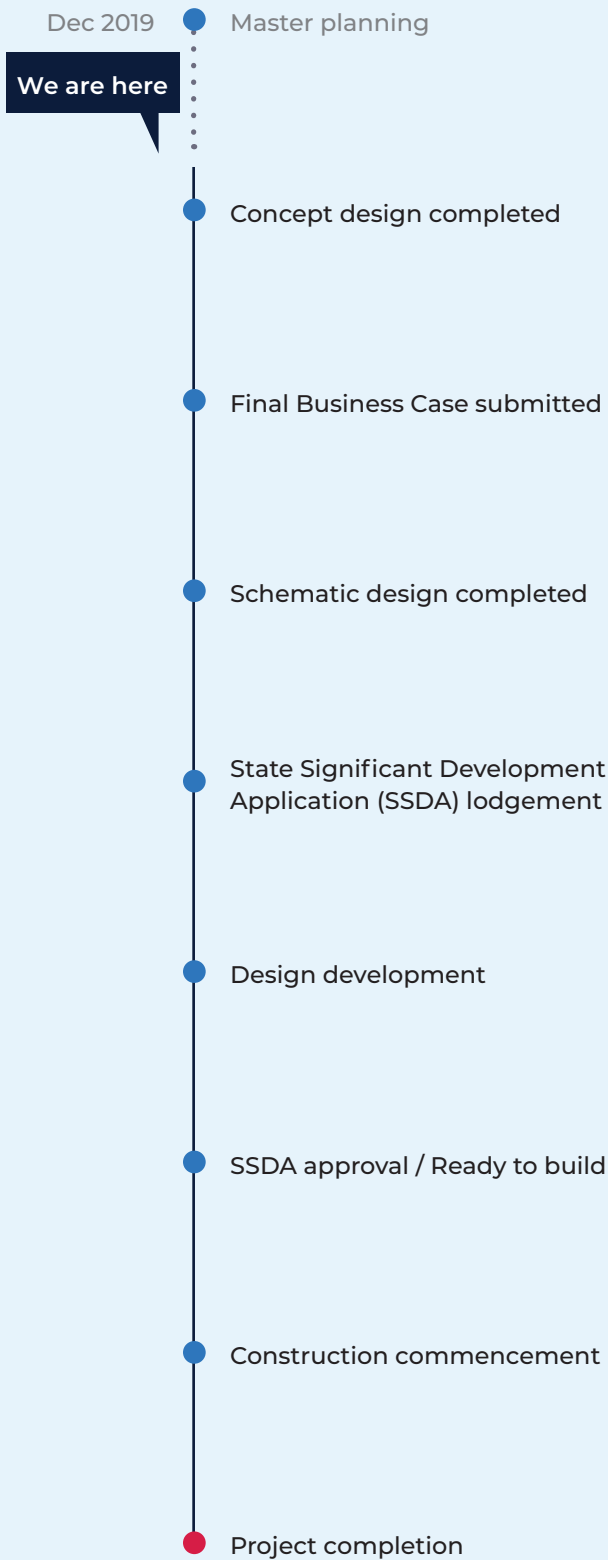 Dec 2019
Master planning
We are here
Concept design completed
Final Business Case submitted
Schematic design completed
State Significant Development
Application (SSDA) lodgement
Design development
SSDA approval / Ready to build
Construction commencement
Project completion